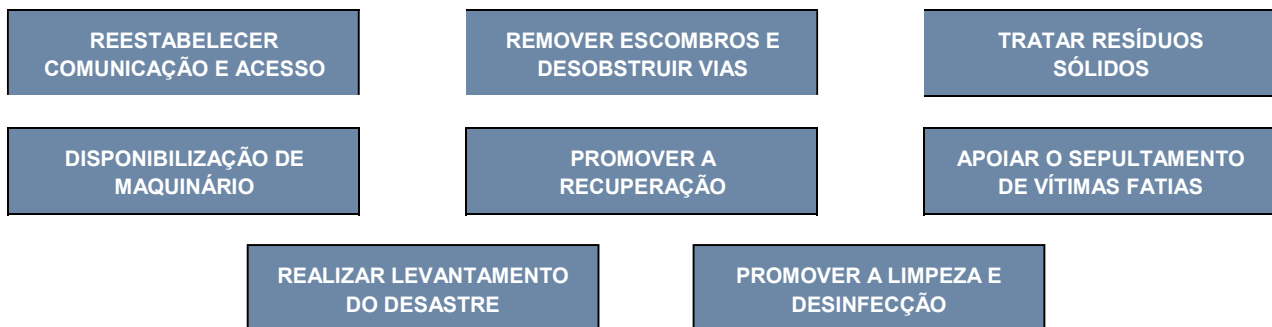 REESTABELECER
COMUNICAÇÃO E ACESSO
REMOVER ESCOMBROS E
DESOBSTRUIR VIAS
TRATAR RESÍDUOS
SÓLIDOS
DISPONIBILIZAÇÃO DE
MAQUINÁRIO
PROMOVER A
RECUPERAÇÃO
APOIAR O SEPULTAMENTO
DE VÍTIMAS FATIAS
REALIZAR LEVANTAMENTO
DO DESASTRE
PROMOVER A LIMPEZA E
DESINFECÇÃO